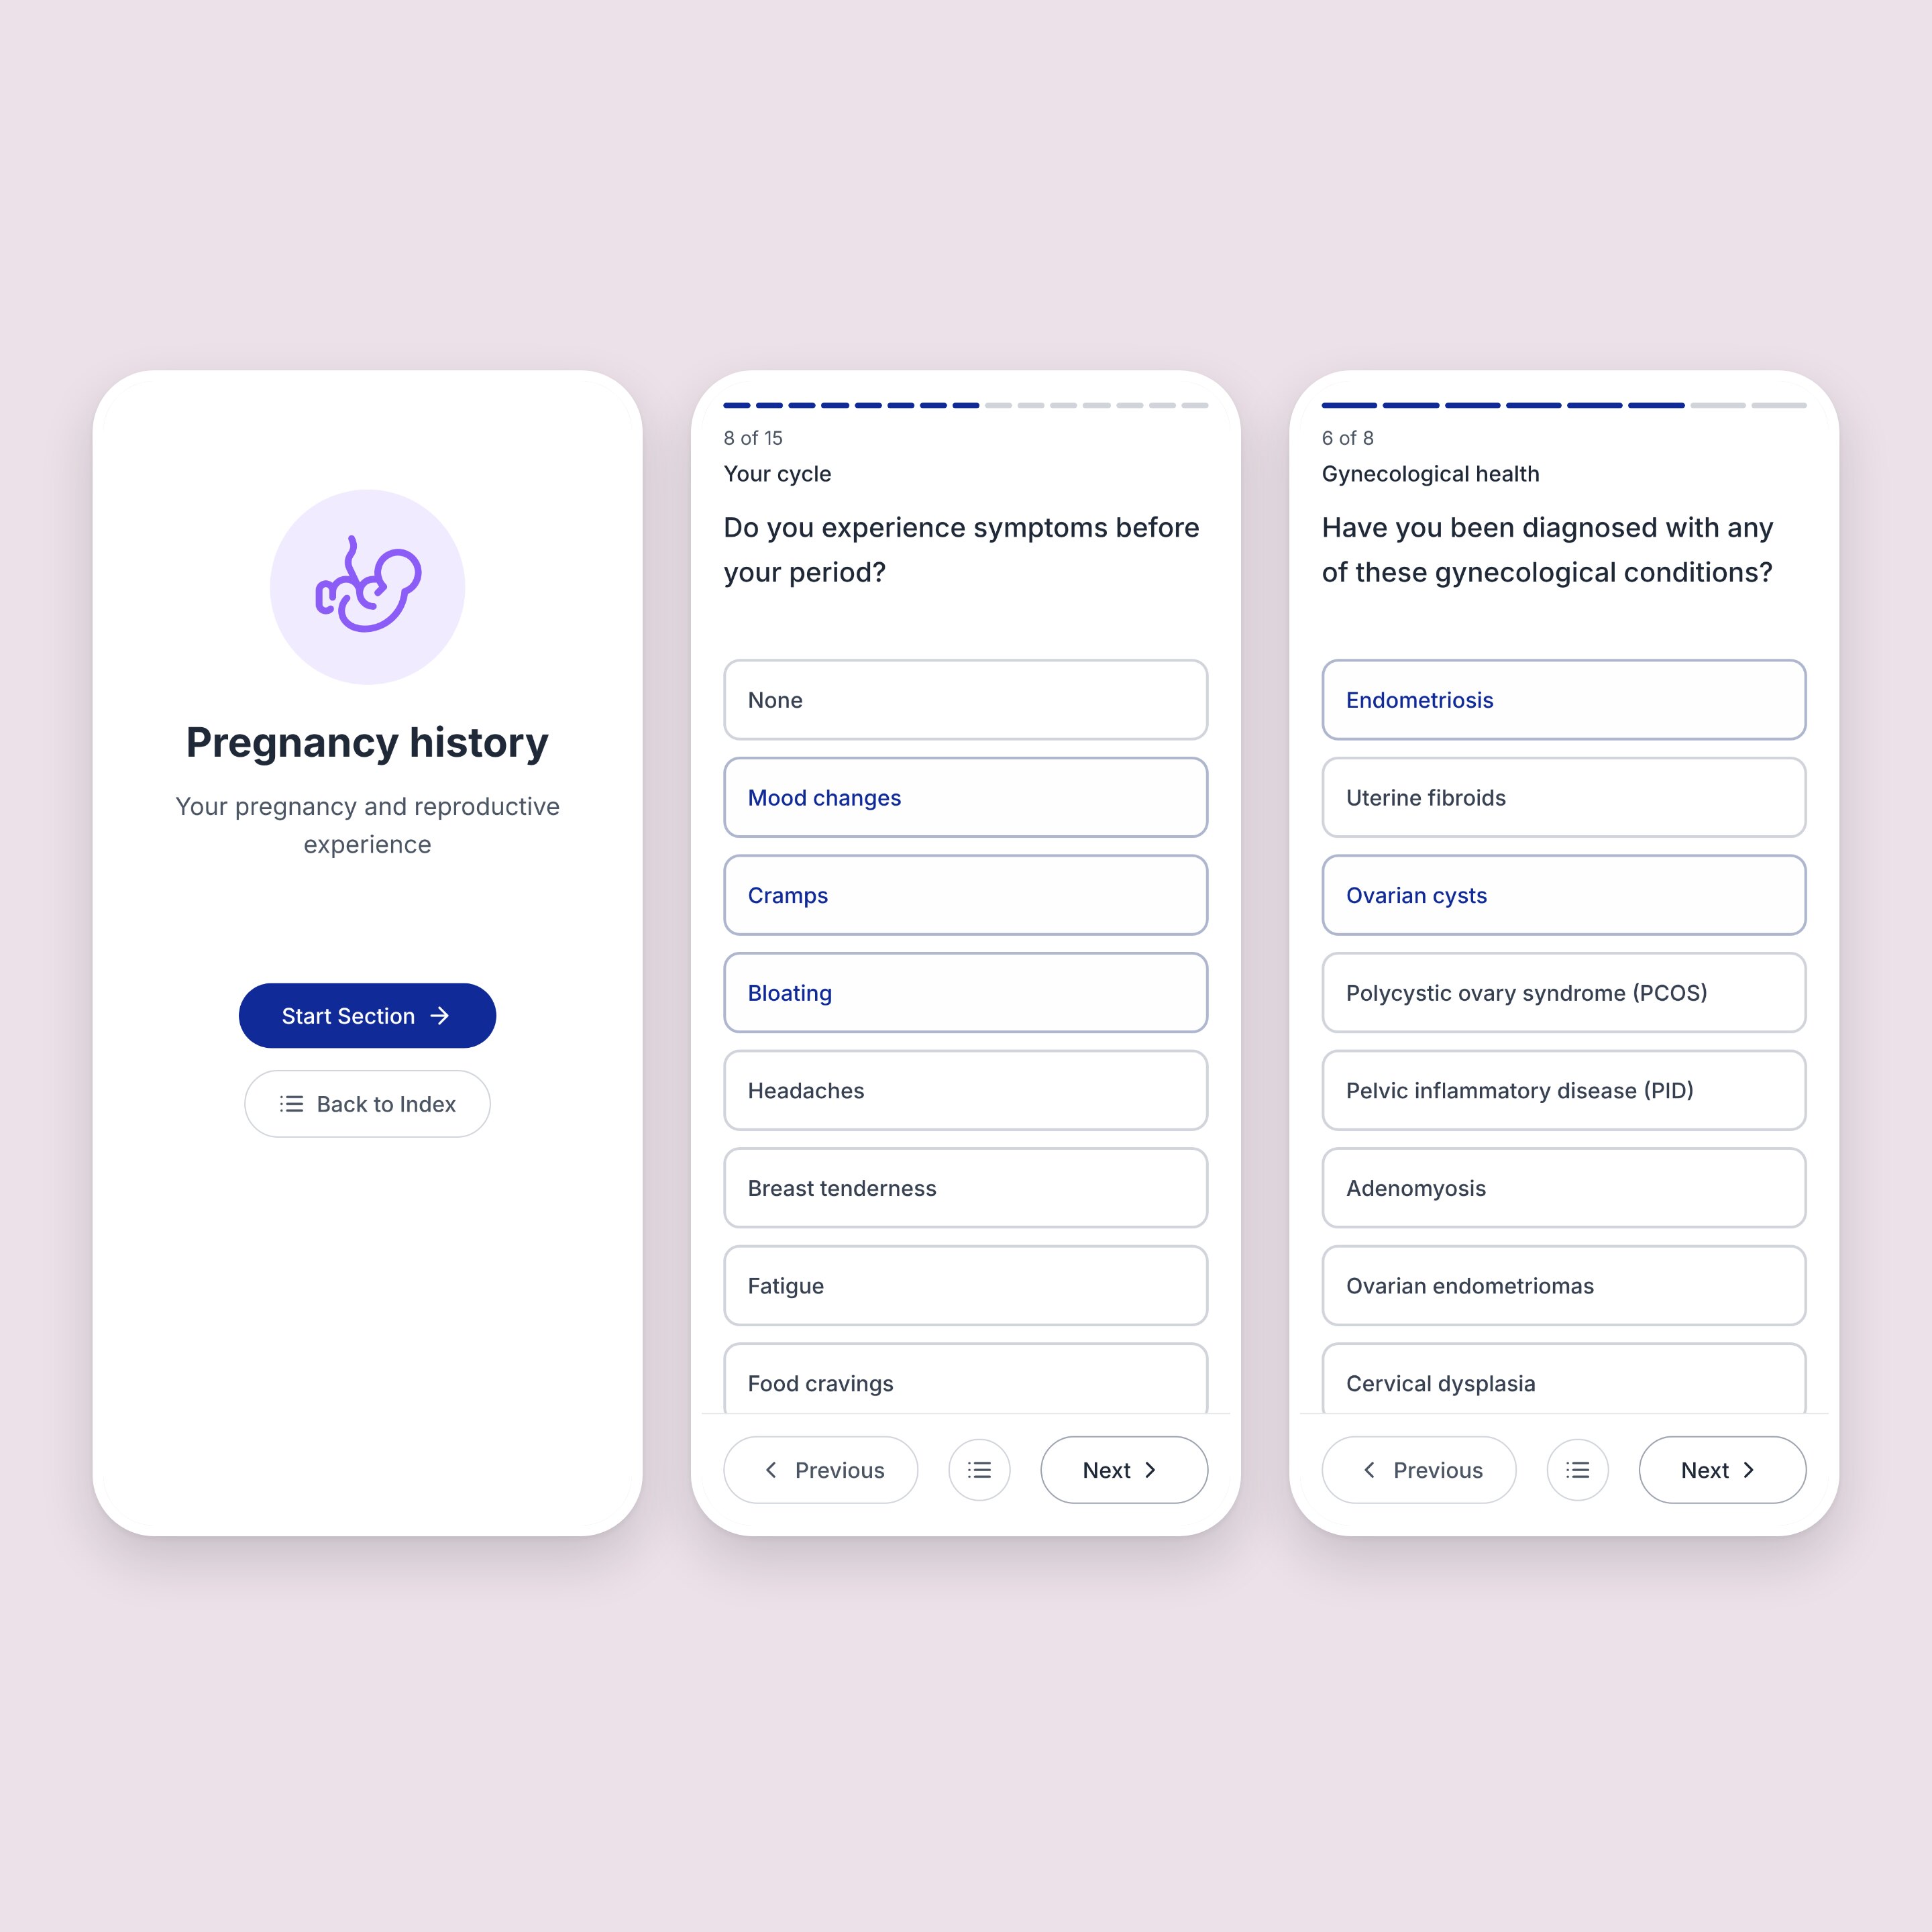 Pregnancy history
Your pregnancy and reproductive
experience
Start Section
Back to Index
8 of 15
Your cycle
Do you experience symptoms before
your period?
None
Mood changes
Cramps
Bloating
Headaches
Breast tenderness
Fatigue
Food cravings
Previous
Next
6 of 8
Gynecological health
Have you been diagnosed with any
of these gynecological conditions?
Endometriosis
Uterine fibroids
Ovarian cysts
Polycystic ovary syndrome (PCOS)
Pelvic inflammatory disease (PID)
Adenomyosis
Ovarian endometriomas
Cervical dysplasia
Previous
Next